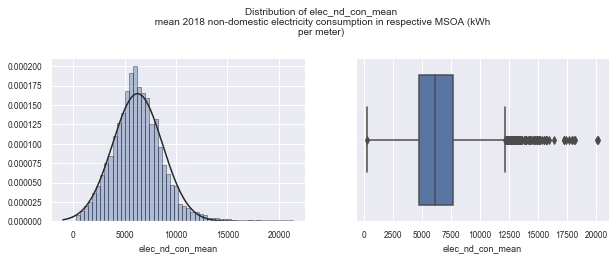 Distribution of elec_nd_con_mean
mean 2018 non-domestic electricity consumption in respective MSOA (kWh
per meter)
0.000200
0.000175
0.000150
0.000125
0.000100
0.000075
0.000050
0.000025
0.000000
0 5000 10000 15000 20000
elec_nd_con_mean
0 2500 5000 7500 10000 12500 15000 17500 20000
elec_nd_con_mean